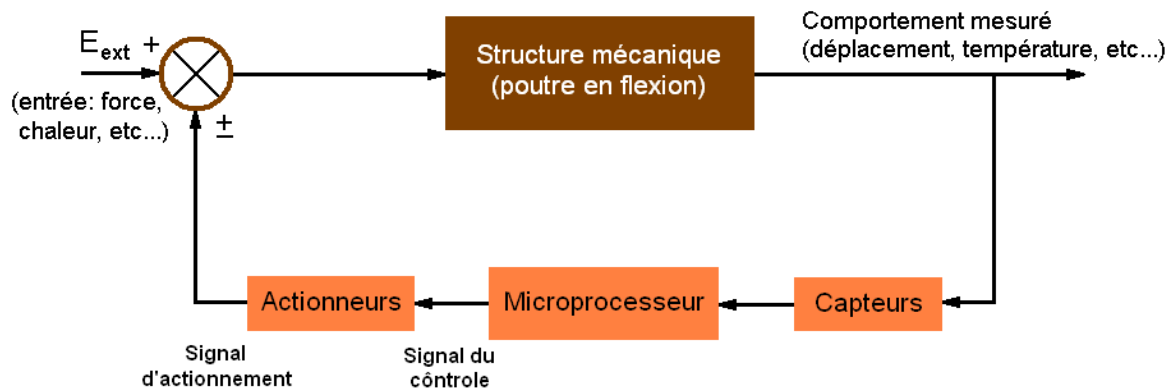 E_ext +
(entrée: force,
chaleur, etc...)
±
Structure mécanique
(poutre en flexion)
Comportement mesuré
(déplacement, température, etc...)
Actionneurs
Microprocesseur
Capteurs
Signal
d'actionnement
Signal du
côntrole